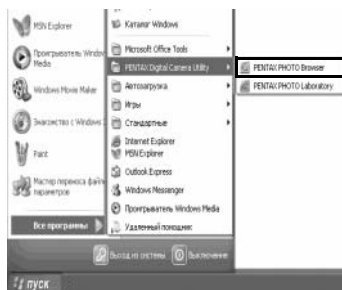 MSN Explorer
Проигрыватель Windows
Media
Windows Movie Maker
Знакомство с Windows
Paint
Мастер переноса файлов
параметров
Все программы
Каталог Windows
Microsoft Office Tools
PENTAX Digital Camera Utility
Автозагрузка
Игры
Стандартные
Internet Explorer
MSN Explorer
Outlook Express
Windows Messenger
Проигрыватель Windows Media
Удаленный помощник
PENTAX PHOTO Browser
PENTAX PHOTO Laboratory
Выход из системы
Выключение
пуск